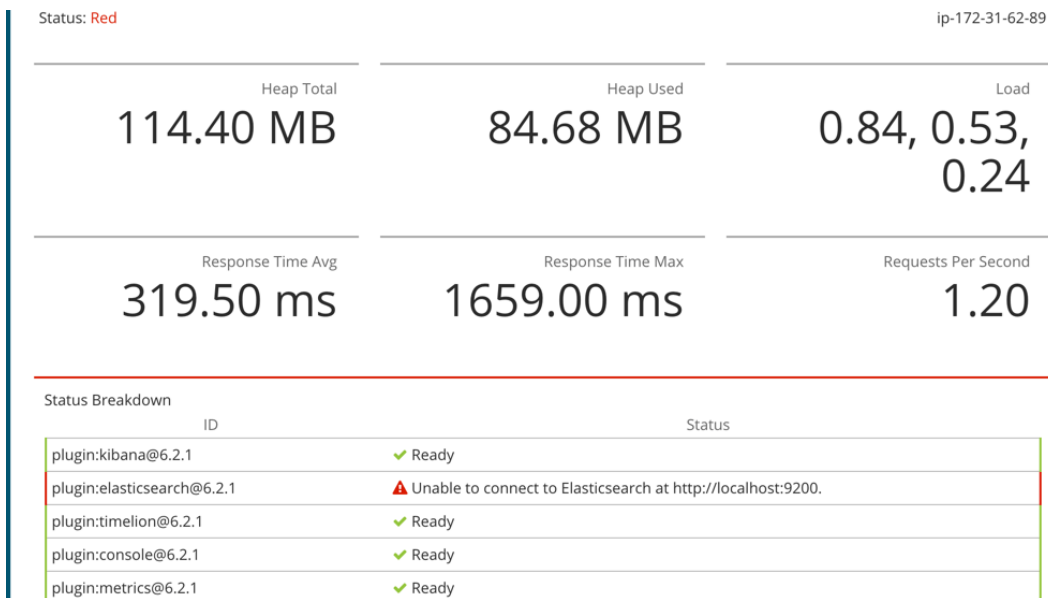 Status: Red
ip-172-31-62-89
Heap Total
114.40 MB
Heap Used
84.68 MB
Load
0.84, 0.53,
0.24
Response Time Avg
319.50 ms
Response Time Max
1659.00 ms
Requests Per Second
1.20
Status Breakdown
ID Status
plugin:kibana@6.2.1 Ready
plugin:elasticsearch@6.2.1 Unable to connect to Elasticsearch at http://localhost:9200.
plugin:timelion@6.2.1 Ready
plugin:console@6.2.1 Ready
plugin:metrics@6.2.1 Ready